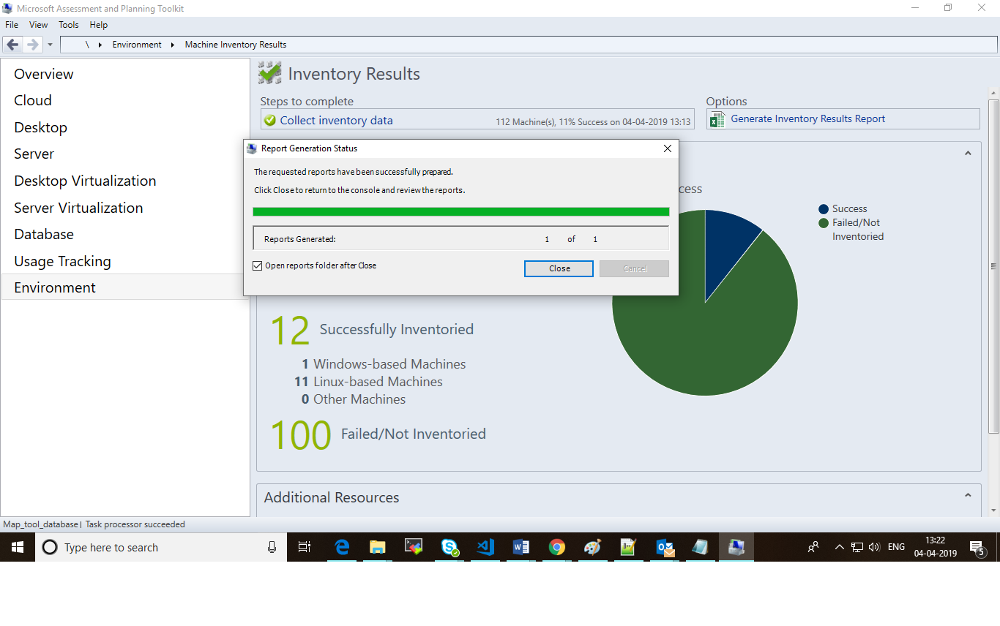 Microsoft Assessment and Planning Toolkit
File View Tools Help
\ Environment Machine Inventory Results
Overview
Cloud
Desktop
Server
Desktop Virtualization
Server Virtualization
Database
Usage Tracking
Environment
Inventory Results
Steps to complete
Collect inventory data 112 Machine(s), 11% Success on 04-04-2019 13:13
Options
Generate Inventory Results Report
Report Generation Status
The requested reports have been successfully prepared.
Click Close to return to the console and review the reports.
Reports Generated: 1 of 1
Open reports folder after Close
Close Cancel
cess
Success
Failed/Not
Inventoried
12 Successfully Inventoried
1 Windows-based Machines
11 Linux-based Machines
0 Other Machines
100 Failed/Not Inventoried
Additional Resources
Map_tool_database | Task processor succeeded
Type here to search
ENG
13:22
04-04-2019
5